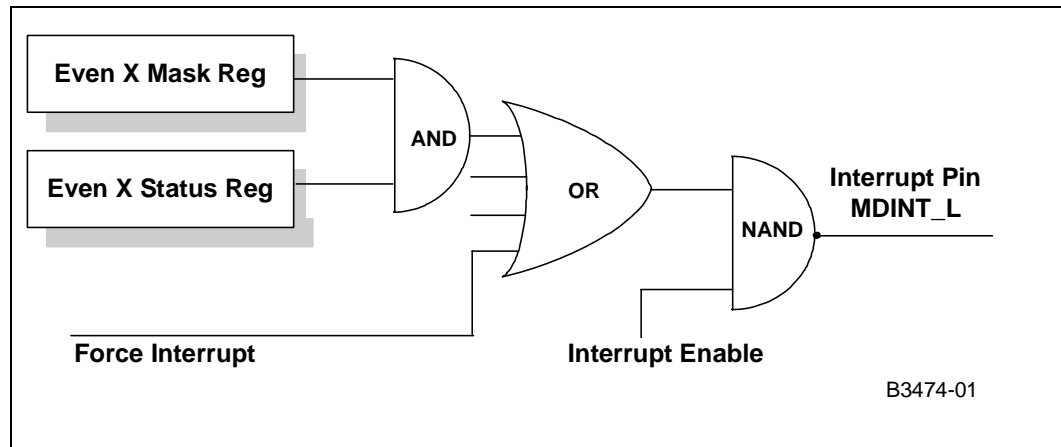 Even X Mask Reg
AND
Even X Status Reg
OR
NAND
Interrupt Pin
MDINT_L
Force Interrupt
Interrupt Enable
B3474-01